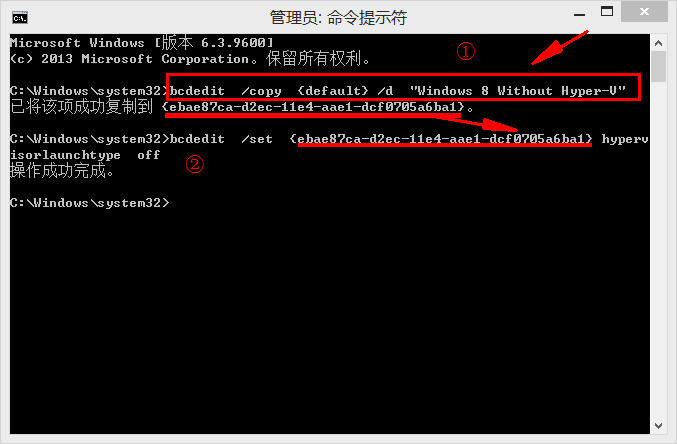 管理员: 命令提示符
Microsoft Windows [版本 6.3.9600]
①
(c) 2013 Microsoft Corporation。保留所有权利。
C:\Windows\system32>bcdedit  /copy  {default} /d  "Windows 8 Without Hyper-V"
已将该项成功复制到 {ebae87ca-d2ec-11e4-aae1-dcf0705a6ba1}。
C:\Windows\system32>bcdedit  /set  {ebae87ca-d2ec-11e4-aae1-dcf0705a6ba1} hyperv
isorlaunchtype  off
②
操作成功完成。
C:\Windows\system32>